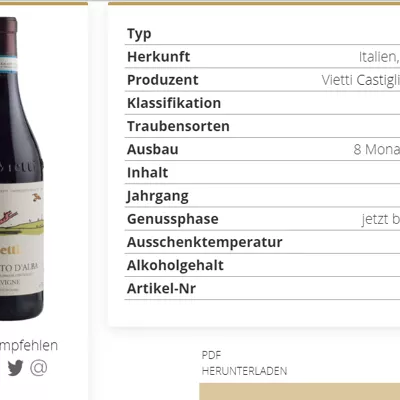 Typ
Herkunft Italien,
Produzent Vietti Castigli
Klassifikation
Traubensorten
Ausbau 8 Mona
Inhalt
Jahrgang
Genussphase jetzt b
Ausschenktemperatur
Alkoholgehalt
Artikel-Nr
etti
TO D'ALBA
VIGNE
mpfehlen
@
PDF
HERUNTERLADEN